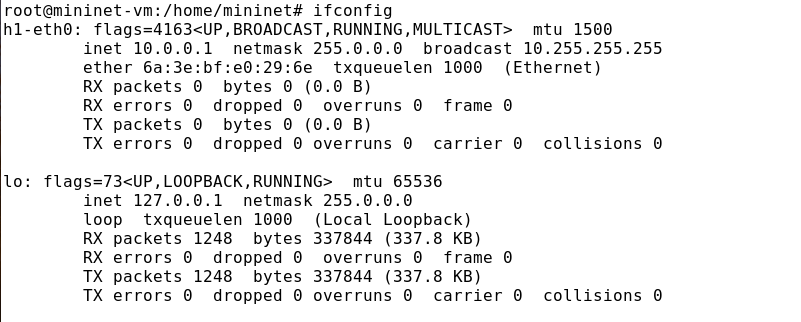 root@mininet-vm:/home/mininet# ifconfig
h1-eth0: flags=4163<UP,BROADCAST,RUNNING,MULTICAST>  mtu 1500
        inet 10.0.0.1  netmask 255.0.0.0  broadcast 10.255.255.255
        ether 6a:3e:bf:e0:29:6e  txqueuelen 1000  (Ethernet)
        RX packets 0  bytes 0 (0.0 B)
        RX errors 0  dropped 0  overruns 0  frame 0
        TX packets 0  bytes 0 (0.0 B)
        TX errors 0  dropped 0 overruns 0  carrier 0  collisions 0

lo: flags=73<UP,LOOPBACK,RUNNING>  mtu 65536
        inet 127.0.0.1  netmask 255.0.0.0
        loop  txqueuelen 1000  (Local Loopback)
        RX packets 1248  bytes 337844 (337.8 KB)
        RX errors 0  dropped 0  overruns 0  frame 0
        TX packets 1248  bytes 337844 (337.8 KB)
        TX errors 0  dropped 0 overruns 0  carrier 0  collisions 0